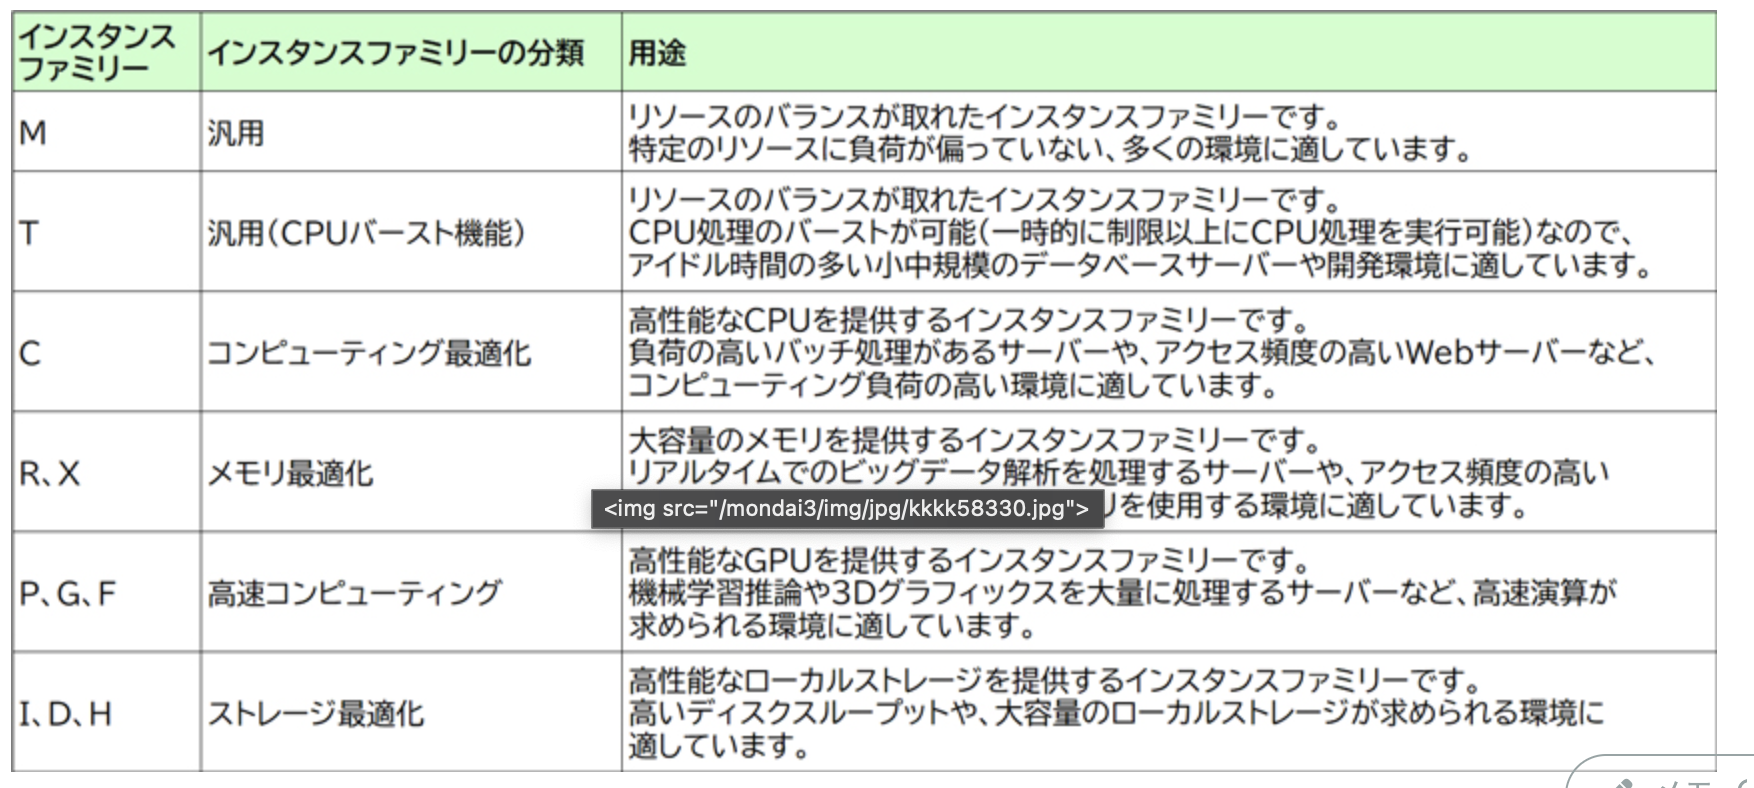 インスタンス
ファミリー
インスタンスファミリーの分類
用途
M
汎用
リソースのバランスが取れたインスタンスファミリーです。
特定のリソースに負荷が偏っていない、多くの環境に適しています。
T
汎用（CPUバースト機能）
リソースのバランスが取れたインスタンスファミリーです。
CPU処理のバーストが可能（一時的に制限以上にCPU処理を実行可能）なので、
アイドル時間の多い小中規模のデータベースサーバーや開発環境に適しています。
C
コンピューティング最適化
高性能なCPUを提供するインスタンスファミリーです。
負荷の高いバッチ処理があるサーバーや、アクセス頻度の高いWebサーバーなど、
コンピューティング負荷の高い環境に適しています。
R、X
メモリ最適化
大容量のメモリを提供するインスタンスファミリーです。
リアルタイムでのビッグデータ解析を処理するサーバーや、アクセス頻度の高い
<img src="/mondai3/img/jpg/kkkk58330.jpg">
リを使用する環境に適しています。
P、G、F
高速コンピューティング
高性能なGPUを提供するインスタンスファミリーです。
機械学習推論や3Dグラフィックスを大量に処理するサーバーなど、高速演算が
求められる環境に適しています。
I、D、H
ストレージ最適化
高性能なローカルストレージを提供するインスタンスファミリーです。
高いディスクスループットや、大容量のローカルストレージが求められる環境に
適しています。